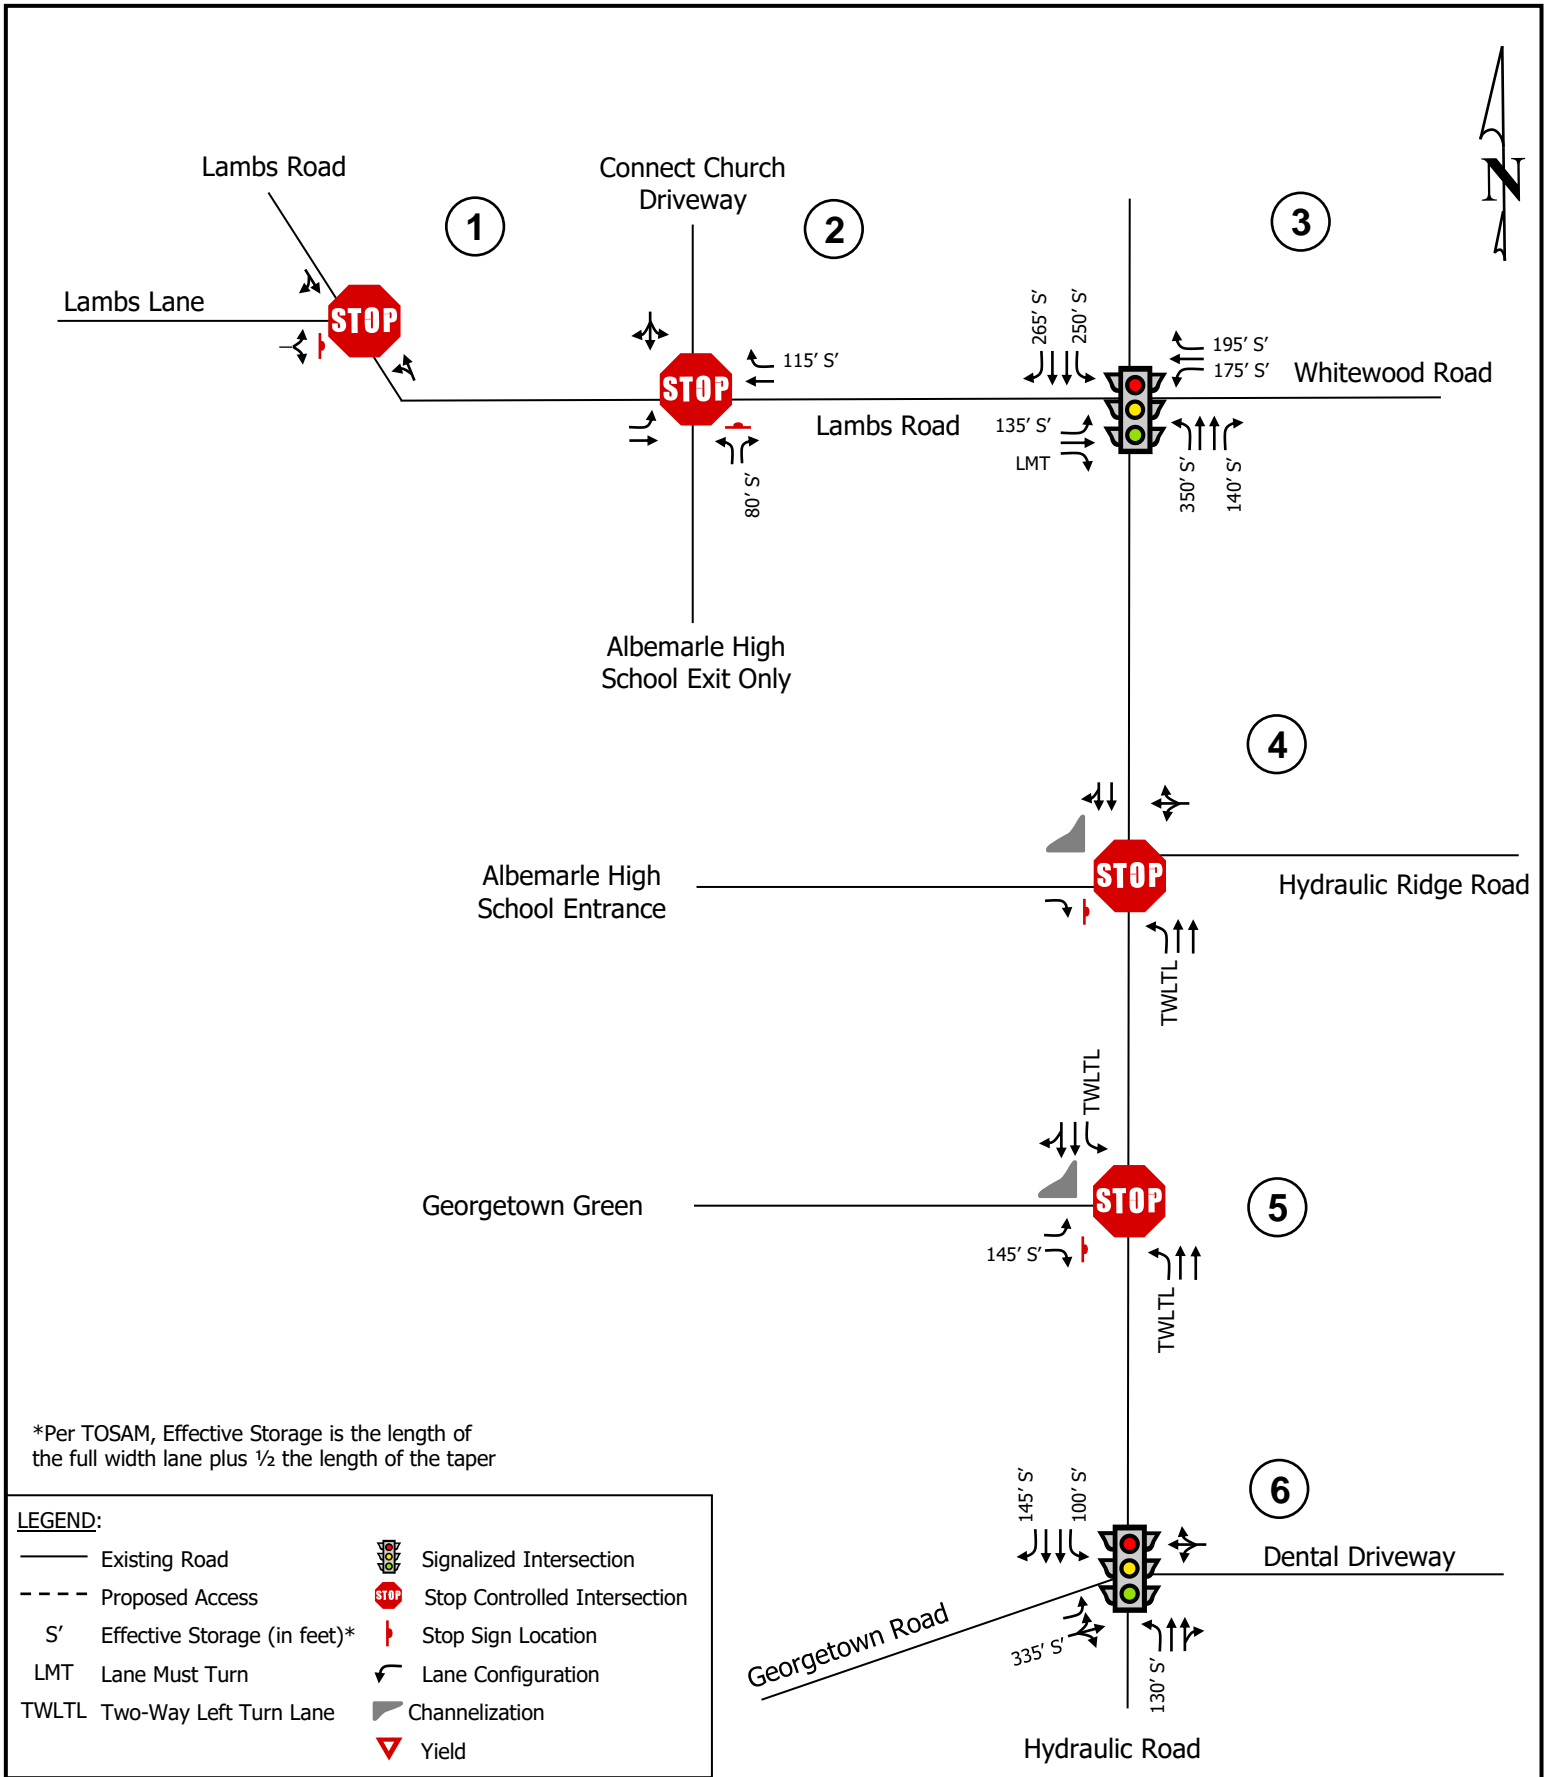 Lambs Road
Connect Church
Driveway
1
2
3
N
Lambs Lane
STOP
STOP
115' S'
265' S'
250' S'
195' S'
175' S'
Whitewood Road
Lambs Road
135' S'
LMT
80' S'
350' S'
140' S'
Albemarle High
School Exit Only
4
Albemarle High
School Entrance
STOP
Hydraulic Ridge Road
TWLTL
TWLTL
Georgetown Green
STOP
5
145' S'
TWLTL
*Per TOSAM, Effective Storage is the length of
the full width lane plus ½ the length of the taper
145' S'
100' S'
6
Dental Driveway
Georgetown Road
335' S'
130' S'
Hydraulic Road
LEGEND:
Existing Road
Signalized Intersection
Proposed Access
STOP Stop Controlled Intersection
S' Effective Storage (in feet)*
Stop Sign Location
LMT Lane Must Turn
Lane Configuration
TWLTL Two-Way Left Turn Lane
Channelization
Yield